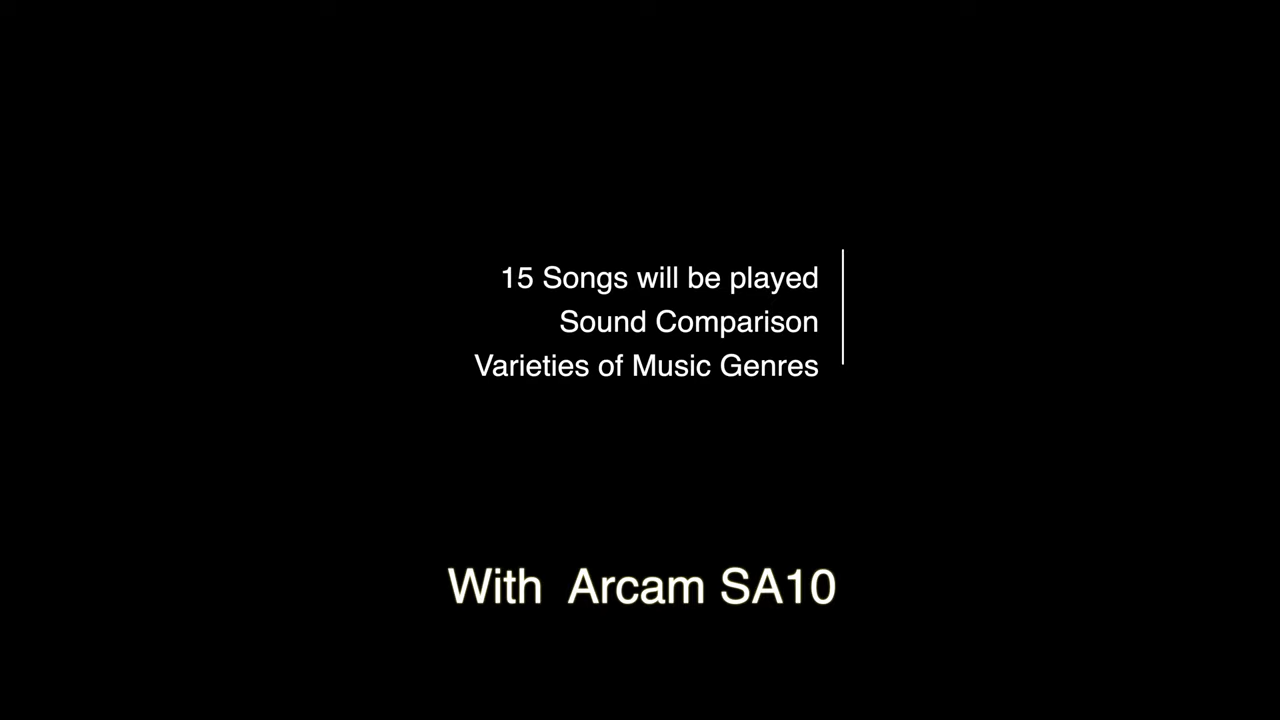 15 Songs will be played
Sound Comparison
Varieties of Music Genres
With  Arcam SA10